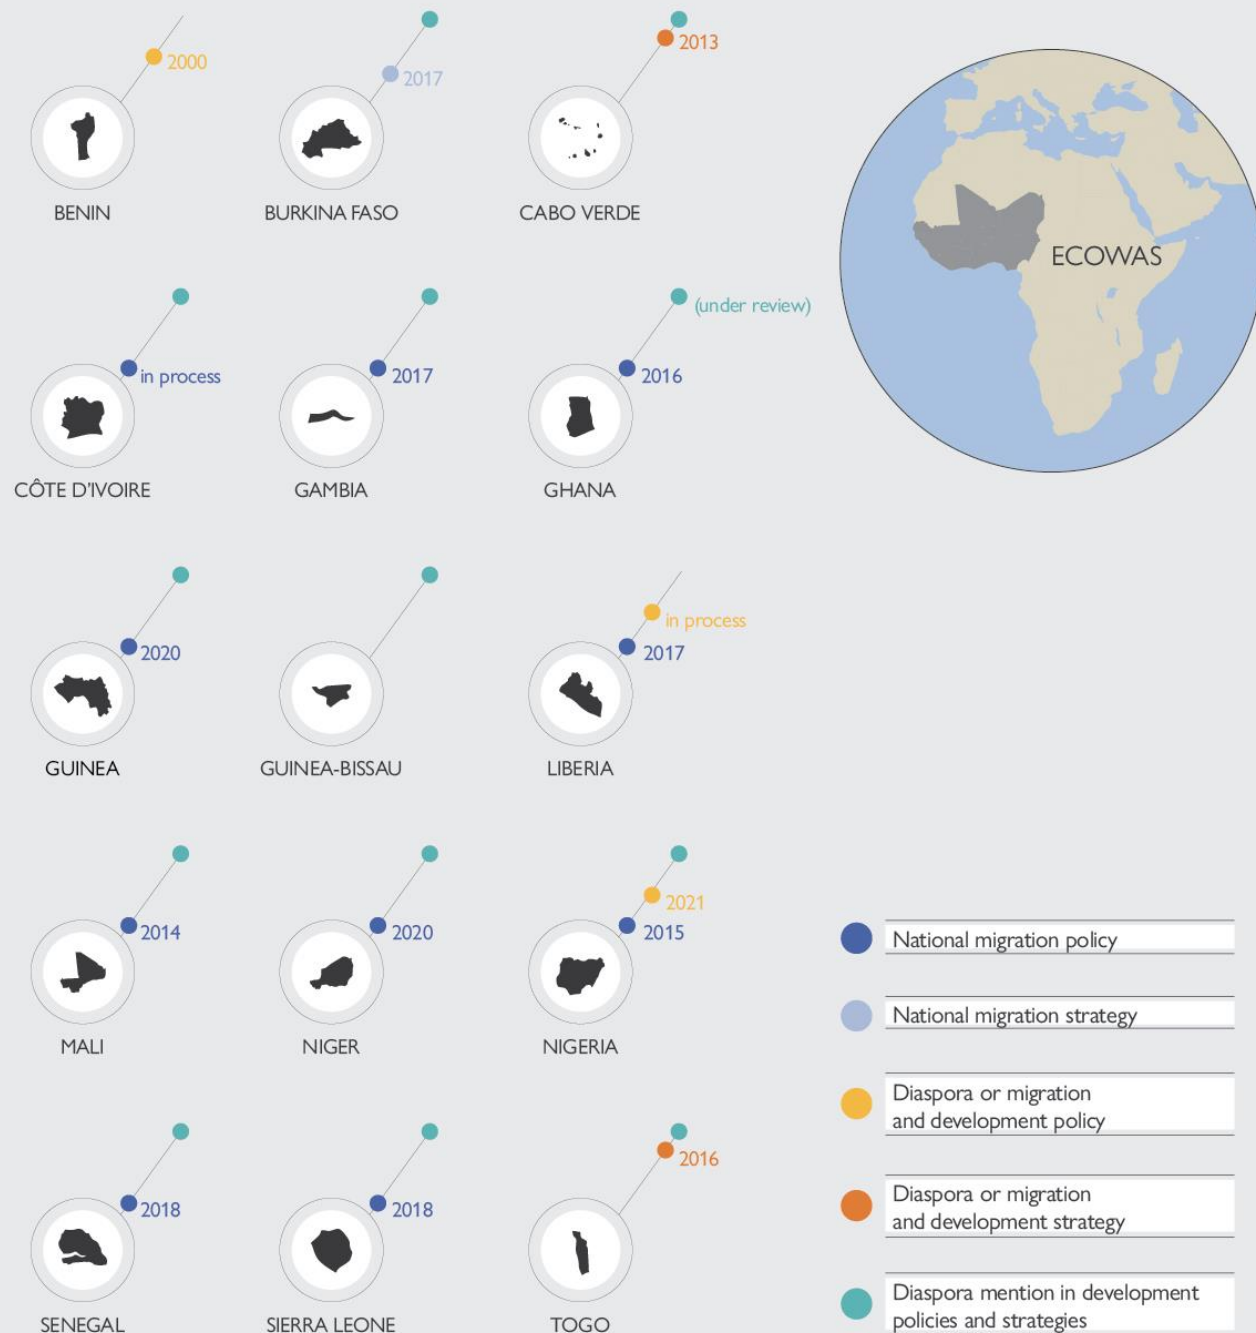 2000
BENIN
2017
BURKINA FASO
2013
CABO VERDE
ECOWAS
in process
CÔTE D'IVOIRE
2017
GAMBIA
(under review)
2016
GHANA
2020
GUINEA
GUINEA-BISSAU
in process
2017
LIBERIA
2014
MALI
2020
NIGER
2021
2015
NIGERIA
2018
SENEGAL
2018
SIERRA LEONE
2016
TOGO
National migration policy
National migration strategy
Diaspora or migration
and development policy
Diaspora or migration
and development strategy
Diaspora mention in development
policies and strategies